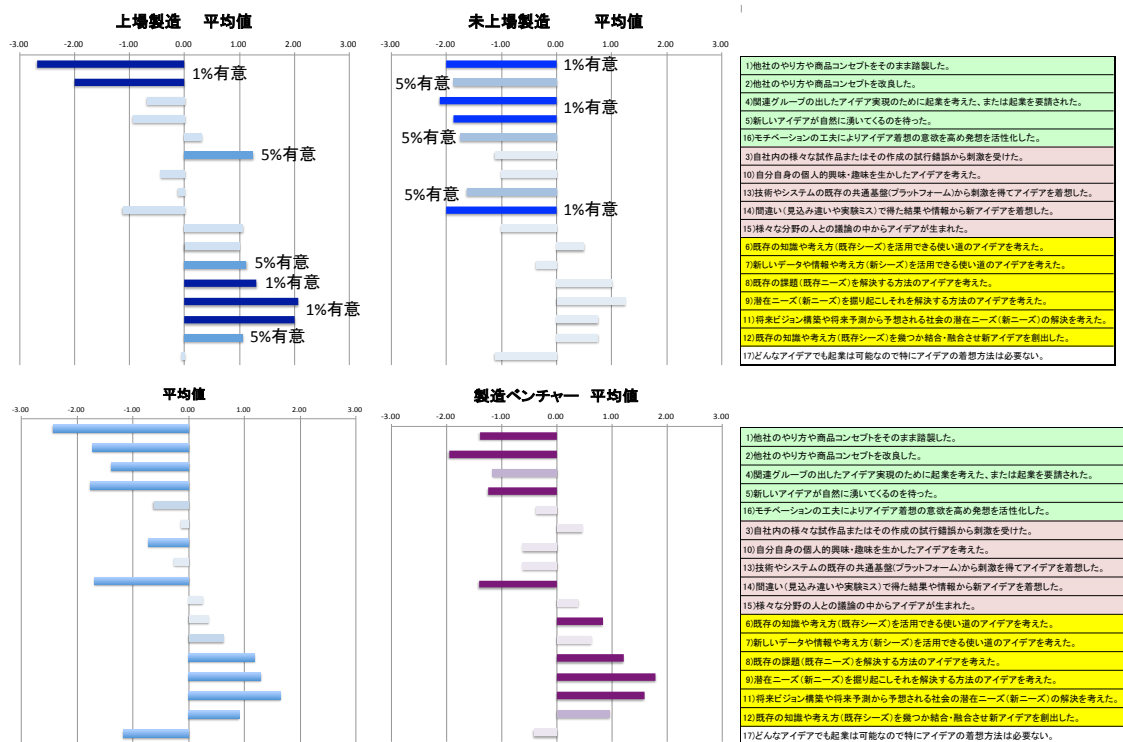 上場製造　平均値
-3.00 -2.00 -1.00 0.00 1.00 2.00 3.00
1%有意
5%有意
5%有意
1%有意
1%有意
5%有意
未上場製造　　平均値
-3.00 -2.00 -1.00 0.00 1.00 2.00 3.00
1%有意
5%有意
1%有意
5%有意
5%有意
1%有意
1)他社のやり方や商品コンセプトをそのまま踏襲した。
2)他社のやり方や商品コンセプトを改良した。
4)関連グループの出したアイデア実現のために起業を考えた、または起業を要請された。
5)新しいアイデアが自然に湧いてくるのを待った。
16)モチベーションの工夫によりアイデア着想の意欲を高め発想を活性化した。
3)自社内の様々な試作品またはその作成の試行錯誤から刺激を受けた。
10)自分自身の個人的興味・趣味を生かしたアイデアを考えた。
13)技術やシステムの既存の共通基盤(プラットフォーム)から刺激を得てアイデアを着想した。
14)間違い(見込み違いや実験ミス)で得た結果や情報から新アイデアを着想した。
15)様々な分野の人との議論の中からアイデアが生まれた。
6)既存の知識や考え方(既存シーズ)を活用できる使い道のアイデアを考えた。
7)新しいデータや情報や考え方(新シーズ)を活用できる使い道のアイデアを考えた。
8)既存の課題(既存ニーズ)を解決する方法のアイデアを考えた。
9)潜在ニーズ(新ニーズ)を掘り起こしそれを解決する方法のアイデアを考えた。
11)将来ビジョン構築や将来予測から予想される社会の潜在ニーズ(新ニーズ)の解決を考えた。
12)既存の知識や考え方(既存シーズ)を幾つか結合・融合させ新アイデアを創出した。
17)どんなアイデアでも起業は可能なので特にアイデアの着想方法は必要ない。
平均値
-3.00 -2.00 -1.00 0.00 1.00 2.00 3.00
製造ベンチャー　平均値
-3.00 -2.00 -1.00 0.00 1.00 2.00 3.00
1)他社のやり方や商品コンセプトをそのまま踏襲した。
2)他社のやり方や商品コンセプトを改良した。
4)関連グループの出したアイデア実現のために起業を考えた、または起業を要請された。
5)新しいアイデアが自然に湧いてくるのを待った。
16)モチベーションの工夫によりアイデア着想の意欲を高め発想を活性化した。
3)自社内の様々な試作品またはその作成の試行錯誤から刺激を受けた。
10)自分自身の個人的興味・趣味を生かしたアイデアを考えた。
13)技術やシステムの既存の共通基盤(プラットフォーム)から刺激を得てアイデアを着想した。
14)間違い(見込み違いや実験ミス)で得た結果や情報から新アイデアを着想した。
15)様々な分野の人との議論の中からアイデアが生まれた。
6)既存の知識や考え方(既存シーズ)を活用できる使い道のアイデアを考えた。
7)新しいデータや情報や考え方(新シーズ)を活用できる使い道のアイデアを考えた。
8)既存の課題(既存ニーズ)を解決する方法のアイデアを考えた。
9)潜在ニーズ(新ニーズ)を掘り起こしそれを解決する方法のアイデアを考えた。
11)将来ビジョン構築や将来予測から予想される社会の潜在ニーズ(新ニーズ)の解決を考えた。
12)既存の知識や考え方(既存シーズ)を幾つか結合・融合させ新アイデアを創出した。
17)どんなアイデアでも起業は可能なので特にアイデアの着想方法は必要ない。